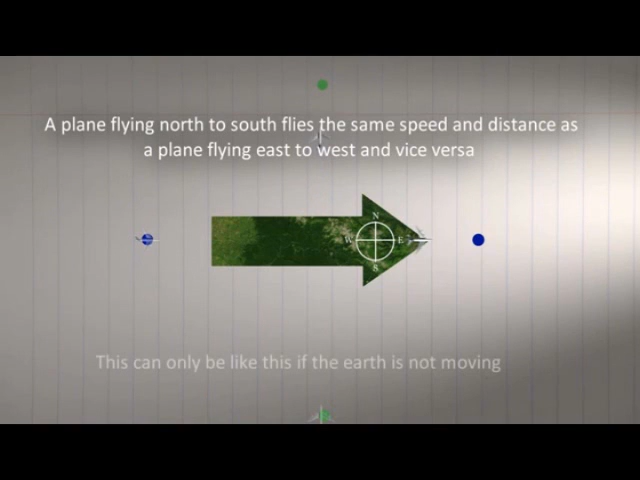 A plane flying north to south flies the same speed and distance as
a plane flying east to west and vice versa
N
W E
S
This can only be like this if the earth is not moving